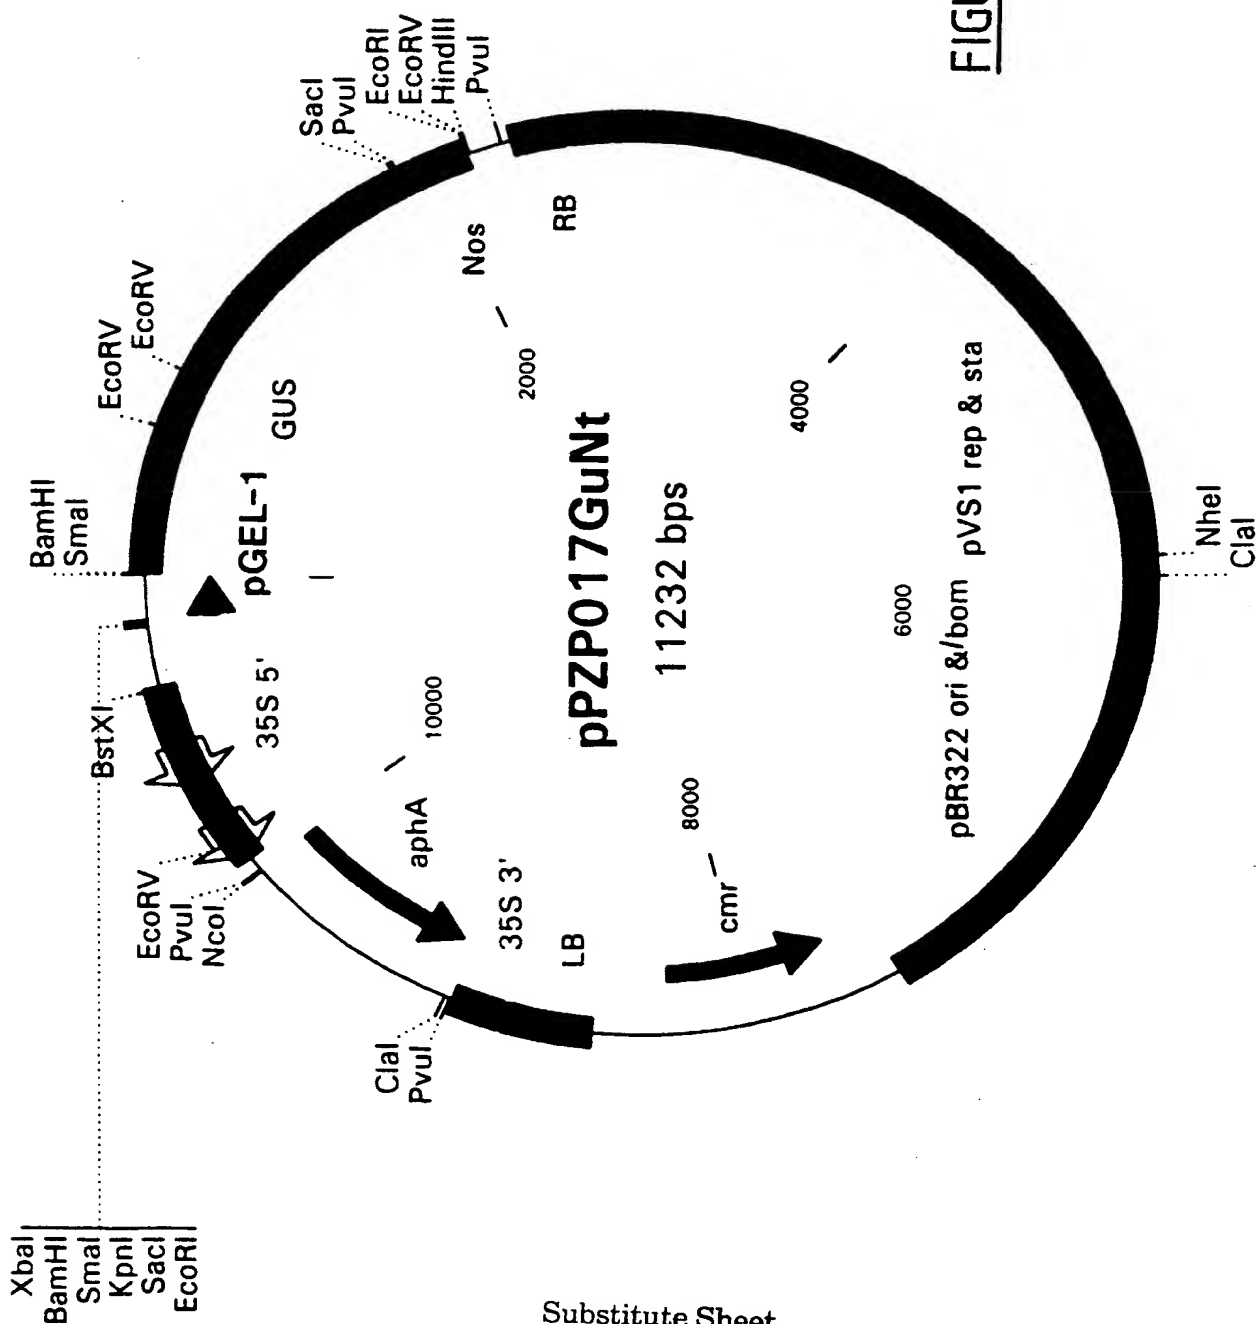 FIGU
XbaI
BamHI
SmaI
KpnI
SacI
EcoRI
BstXI
BamHI
SmaI
EcoRV
EcoRV
SacI
PvuI
EcoRI
EcoRV
HindIII
PvuI
EcoRV
PvuI
NcoI
ClaI
PvuI
NheI
ClaI
pGEL-1
GUS
Nos
RB
35S 5'
aphA
35S 3'
LB
cmr
2000
4000
6000
8000
10000
pPZP017GuNt
11232 bps
pBR322 ori &/bom
pVS1 rep & sta
Substitute Sheet